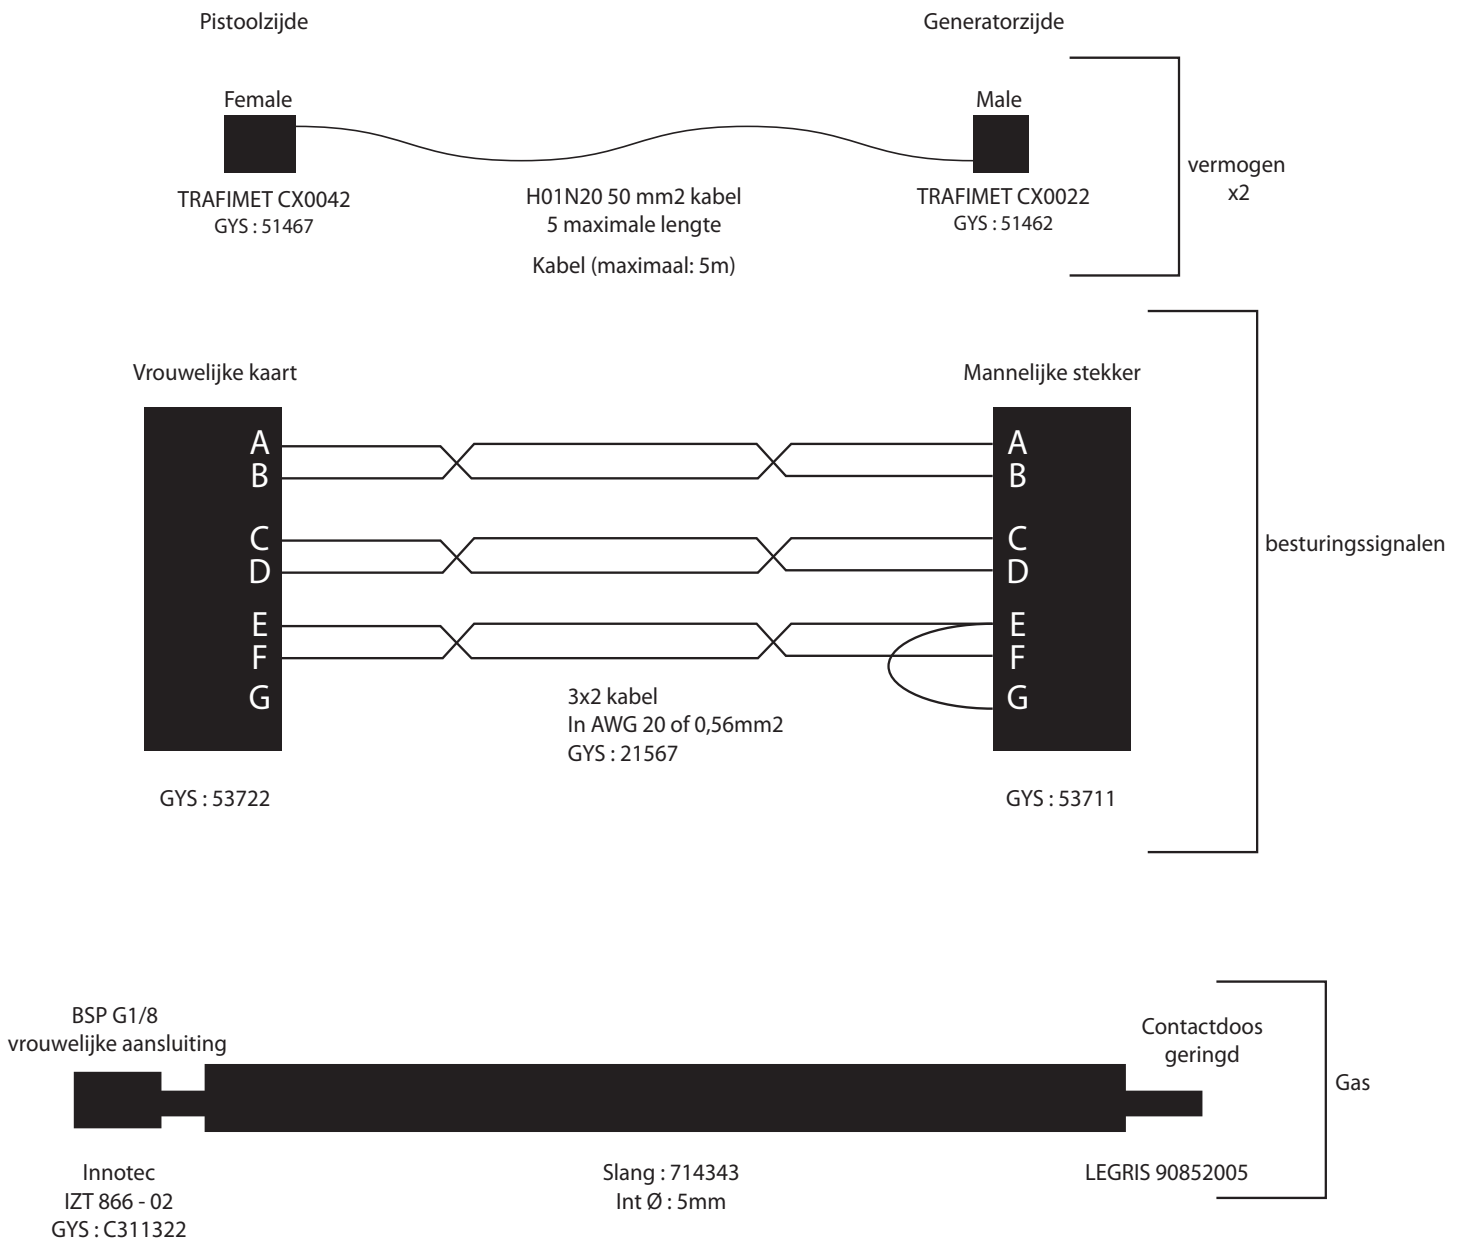 Pistoolzijde
Generatorzijde
Female
Male
TRAFIMET CX0042
GYS : 51467
H01N20 50 mm2 kabel
5 maximale lengte
Kabel (maximaal: 5m)
TRAFIMET CX0022
GYS : 51462
vermogen
x2
Vrouwelijke kaart
Mannelijke stekker
A
B
C
D
E
F
G
A
B
C
D
E
F
G
besturingssignalen
3x2 kabel
In AWG 20 of 0,56mm2
GYS : 21567
GYS : 53722
GYS : 53711
BSP G1/8
vrouwelijke aansluiting
Contactdoos
geringd
Gas
Innotec
IZT 866 - 02
GYS : C311322
Slang : 714343
Int Ø : 5mm
LEGRIS 90852005